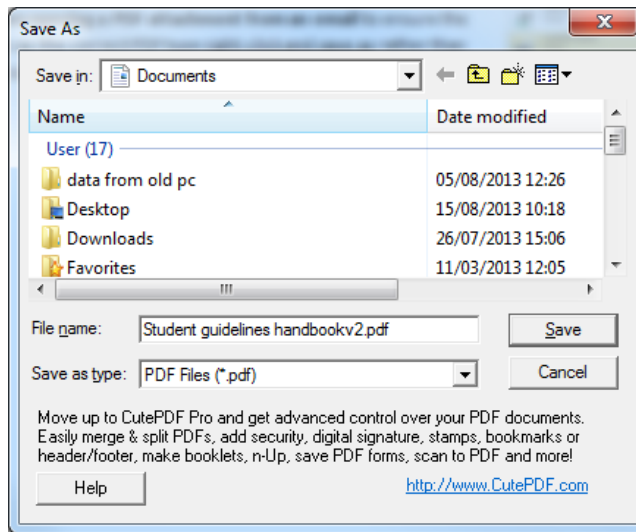 Save As
Save in: Documents
Name Date modified
User (17)
data from old pc 05/08/2013 12:26
Desktop 15/08/2013 10:18
Downloads 26/07/2013 15:06
Favorites 11/03/2013 12:05
File name: Student guidelines handbookv2.pdf Save
Save as type: PDF Files (*.pdf) Cancel
Move up to CutePDF Pro and get advanced control over your PDF documents.
Easily merge & split PDFs, add security, digital signature, stamps, bookmarks or
header/footer, make booklets, n-Up, save PDF forms, scan to PDF and more!
Help http://www.CutePDF.com